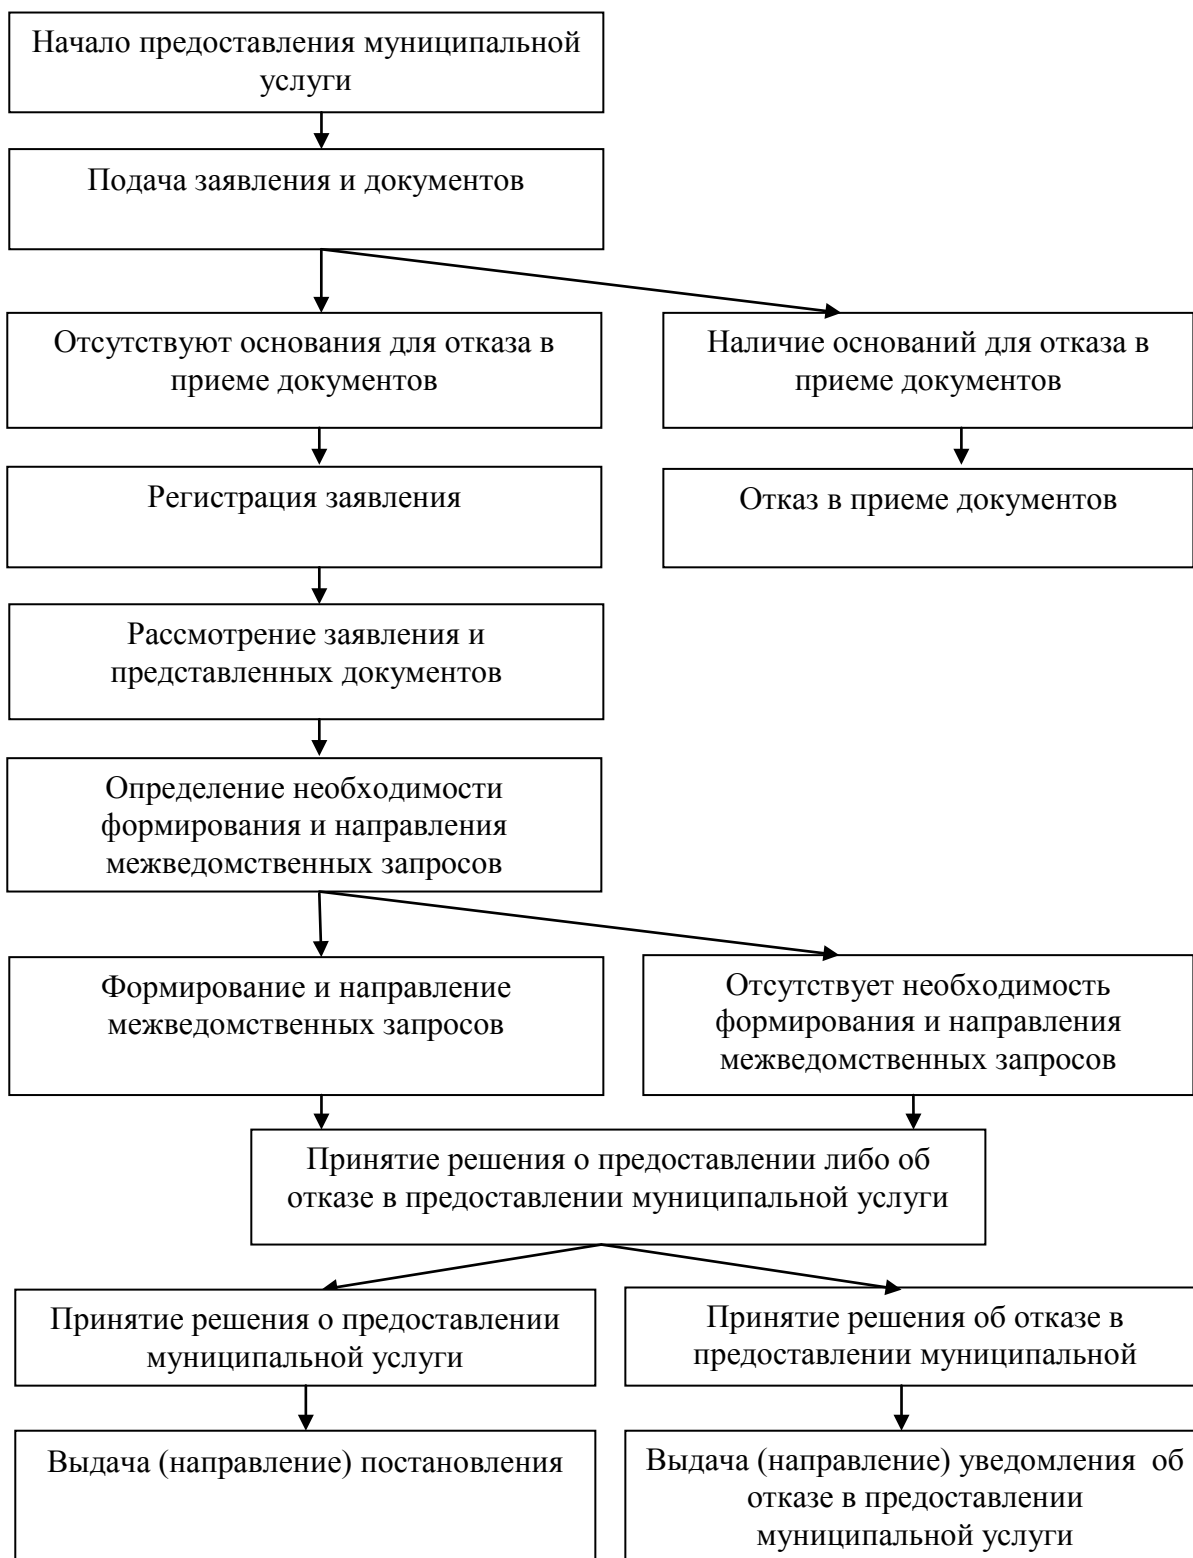 Начало предоставления муниципальной
услуги
Подача заявления и документов
Отсутствуют основания для отказа в
приеме документов
Наличие оснований для отказа в
приеме документов
Регистрация заявления
Отказ в приеме документов
Рассмотрение заявления и
представленных документов
Определение необходимости
формирования и направления
межведомственных запросов
Формирование и направление
межведомственных запросов
Отсутствует необходимость
формирования и направления
межведомственных запросов
Принятие решения о предоставлении либо об
отказе в предоставлении муниципальной услуги
Принятие решения о предоставлении
муниципальной услуги
Принятие решения об отказе в
предоставлении муниципальной
Выдача (направление) постановления
Выдача (направление) уведомления  об
отказе в предоставлении
муниципальной услуги